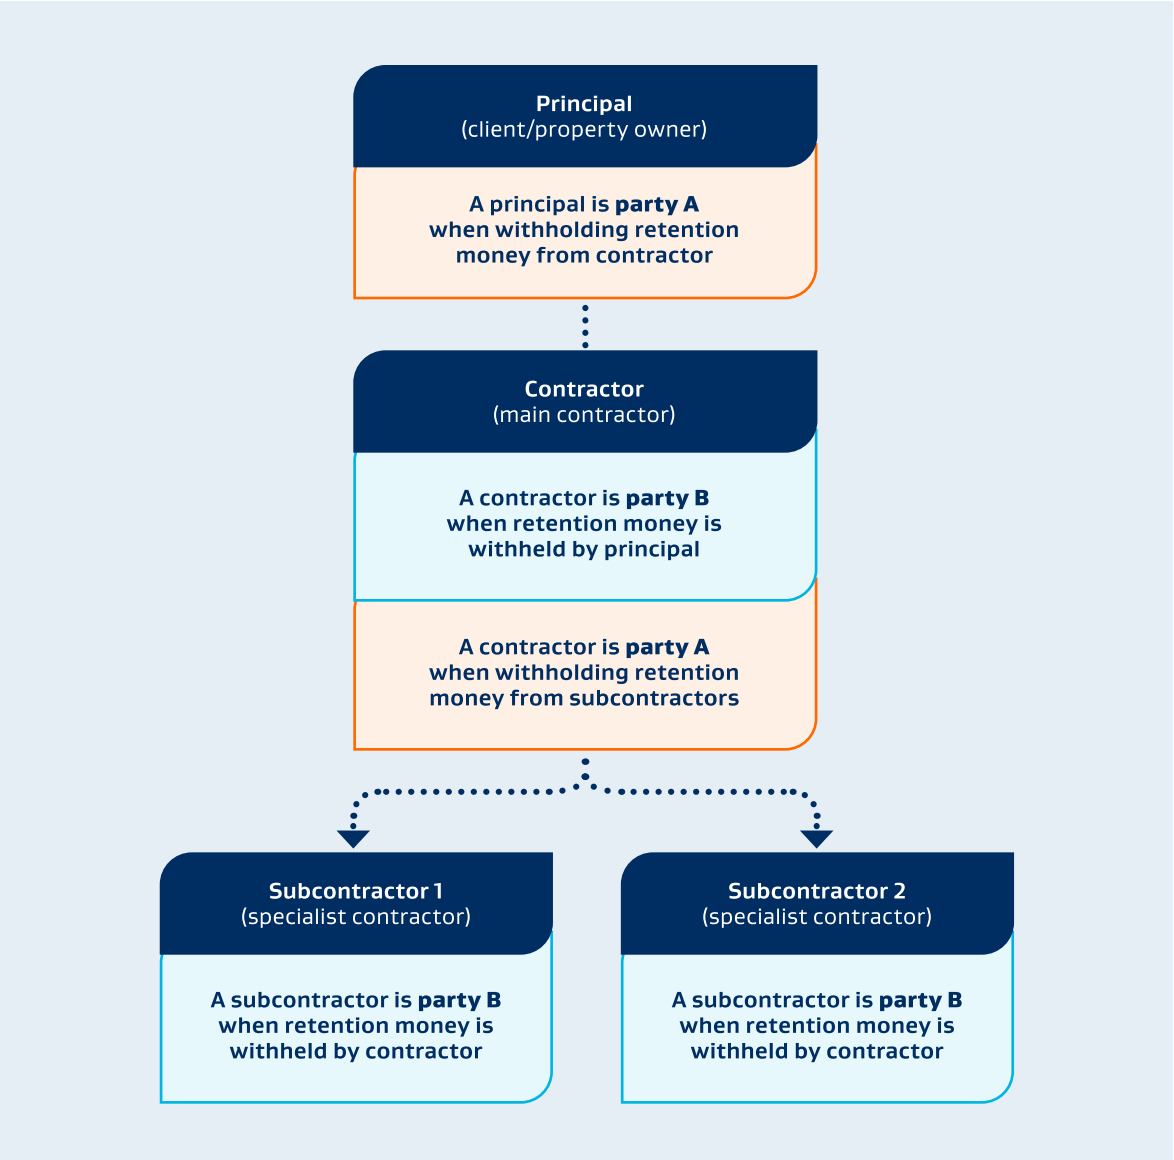 Principal
(client/property owner)
A principal is party A
when withholding retention
money from contractor
Contractor
(main contractor)
A contractor is party B
when retention money is
withheld by principal
A contractor is party A
when withholding retention
money from subcontractors
Subcontractor 1
(specialist contractor)
A subcontractor is party B
when retention money is
withheld by contractor
Subcontractor 2
(specialist contractor)
A subcontractor is party B
when retention money is
withheld by contractor